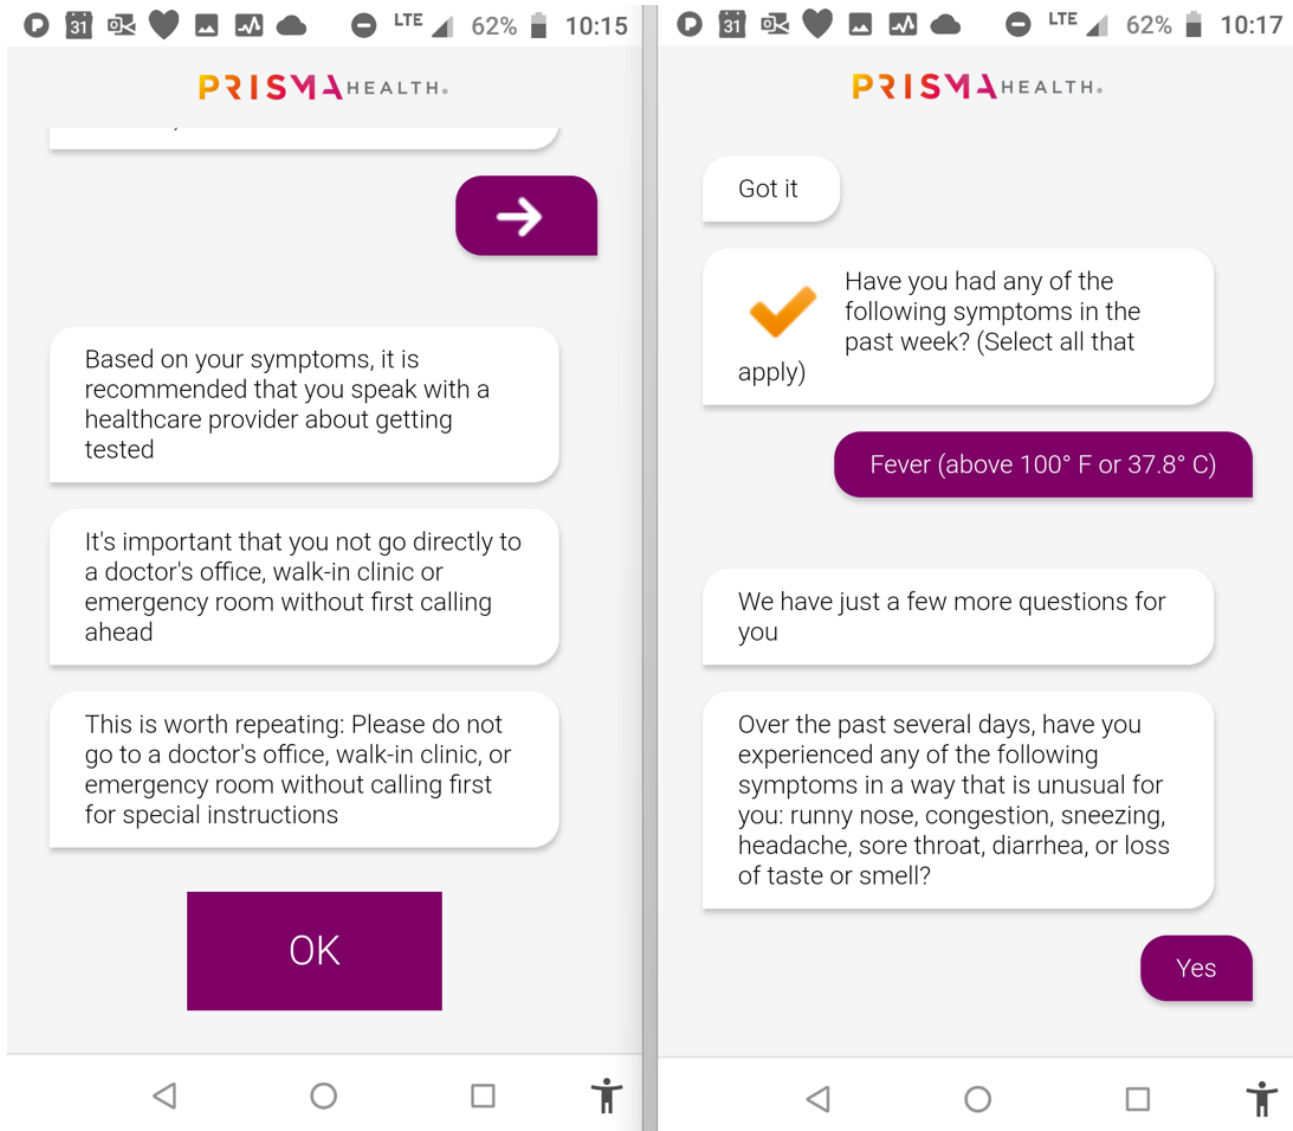 31
LTE
62%
10:15
PRISMA HEALTH.
Based on your symptoms, it is
recommended that you speak with a
healthcare provider about getting
tested
It's important that you not go directly to
a doctor's office, walk-in clinic or
emergency room without first calling
ahead
This is worth repeating: Please do not
go to a doctor's office, walk-in clinic, or
emergency room without calling first
for special instructions
OK
31
LTE
62%
10:17
PRISMA HEALTH.
Got it
Have you had any of the
following symptoms in the
past week? (Select all that
apply)
Fever (above 100° F or 37.8° C)
We have just a few more questions for
you
Over the past several days, have you
experienced any of the following
symptoms in a way that is unusual for
you: runny nose, congestion, sneezing,
headache, sore throat, diarrhea, or loss
of taste or smell?
Yes